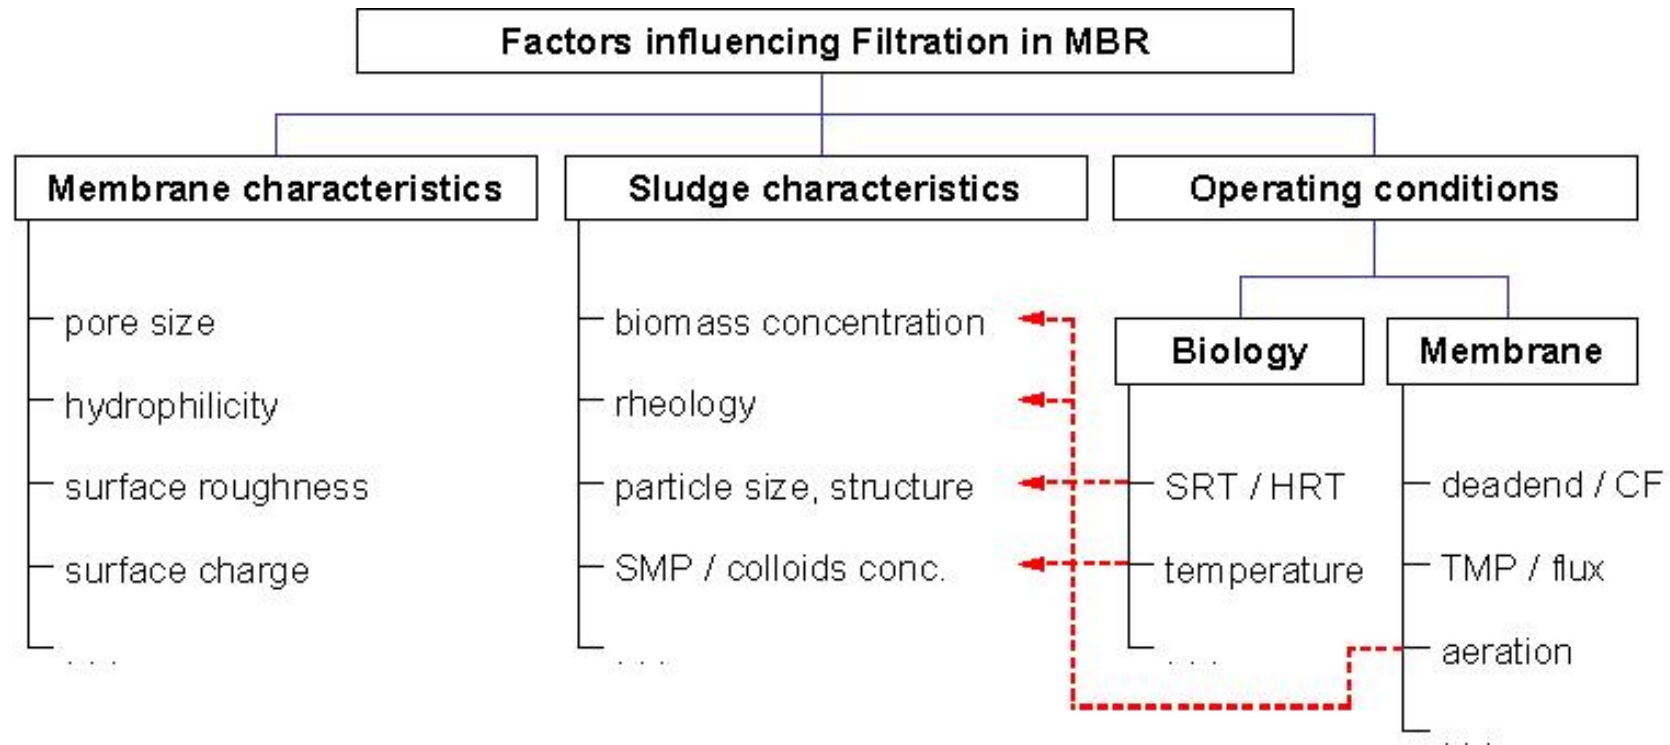 Factors influencing Filtration in MBR
Membrane characteristics
pore size
hydrophilicity
surface roughness
surface charge
. . .
Sludge characteristics
biomass concentration
rheology
particle size, structure
SMP / colloids conc.
. . .
Operating conditions
Biology
SRT / HRT
temperature
. . .
Membrane
deadend / CF
TMP / flux
aeration
. . .